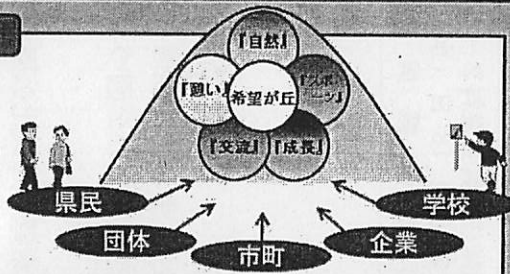 『自然』
『憩い』
希望が丘
『スポーツ』
『交流』
『成長』
県民
学校
団体
企業
市町